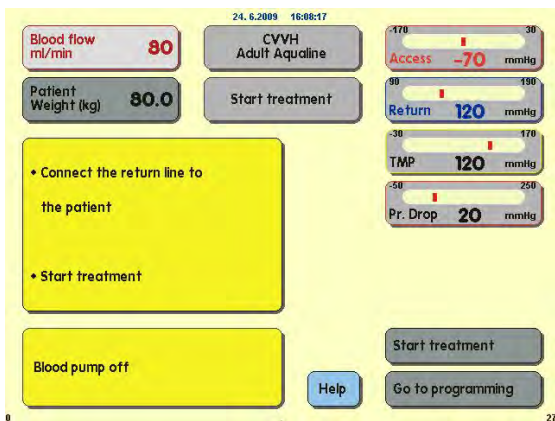 24. 6.2009 16:08:17
Blood flow
ml/min 80
CVVH
Adult Aqualine
-170 30
Access -70 mmHg
Patient
Weight (kg) 80.0
Start treatment
90 190
Return 120 mmHg
-30 170
TMP 120 mmHg
-50 250
Pr. Drop 20 mmHg
• Connect the return line to
the patient
• Start treatment
Blood pump off
Help
Start treatment
Go to programming
0 27